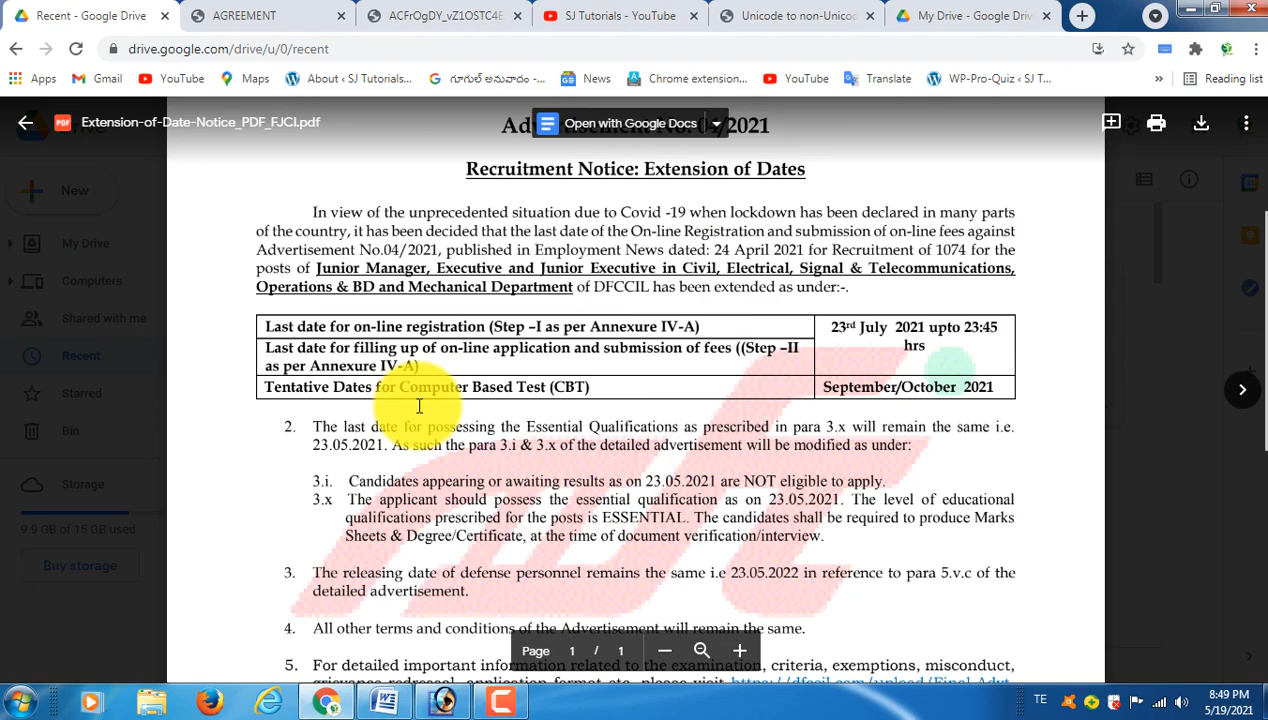 Recent - Google Drive
AGREEMENT
ACFrOgDY_vZ1OSTC4E
SJ Tutorials - YouTube
Unicode to non-Unicod
My Drive - Google Driv
drive.google.com/drive/u/0/recent
Apps
Gmail
YouTube
Maps
About ‹ SJ Tutorials...
గూగుల్ అనువాదం -...
News
Chrome extension...
YouTube
Translate
WP-Pro-Quiz ‹ SJ T...
»
Reading list
Extension-of-Date-Notice_PDF_FJCI.pdf
Open with Google Docs
Advertisement No. 04/2021
New
My Drive
Computers
Shared with me
Recent
Starred
Bin
Storage
9.9 GB of 15 GB used
Buy storage
Recruitment Notice: Extension of Dates
In view of the unprecedented situation due to Covid -19 when lockdown has been declared in many parts
of the country, it has been decided that the last date of the On-line Registration and submission of on-line fees against
Advertisement No.04/2021, published in Employment News dated: 24 April 2021 for Recruitment of 1074 for the
posts of Junior Manager, Executive and Junior Executive in Civil, Electrical, Signal & Telecommunications,
Operations & BD and Mechanical Department of DFCCIL has been extended as under:-.
Last date for on-line registration (Step –I as per Annexure IV-A)
23rd July 2021 upto 23:45
hrs
Last date for filling up of on-line application and submission of fees ((Step –II
as per Annexure IV-A)
Tentative Dates for Computer Based Test (CBT)
September/October 2021
2. The last date for possessing the Essential Qualifications as prescribed in para 3.x will remain the same i.e.
23.05.2021. As such the para 3.i & 3.x of the detailed advertisement will be modified as under:
3.i. Candidates appearing or awaiting results as on 23.05.2021 are NOT eligible to apply.
3.x The applicant should possess the essential qualification as on 23.05.2021. The level of educational
qualifications prescribed for the posts is ESSENTIAL. The candidates shall be required to produce Marks
Sheets & Degree/Certificate, at the time of document verification/interview.
3. The releasing date of defense personnel remains the same i.e 23.05.2022 in reference to para 5.v.c of the
detailed advertisement.
4. All other terms and conditions of the Advertisement will remain the same.
Page 1 / 1
5. For detailed important information related to the examination, criteria, exemptions, misconduct,
TE
8:49 PM
5/19/2021